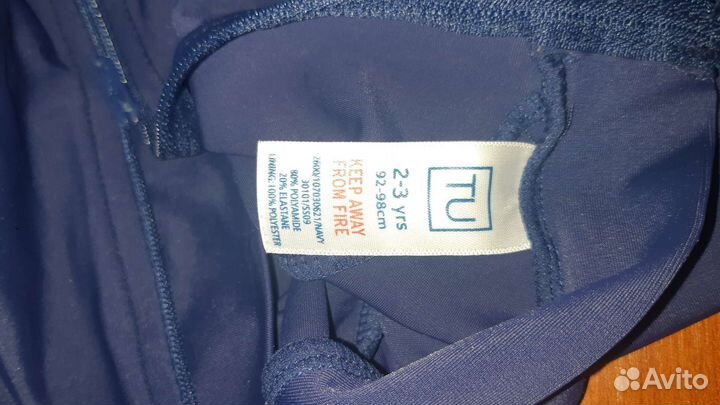 TU
2-3 yrs
92-98cm
KEEP AWAY
FROM FIRE
80% POLYAMIDE
20% ELASTANE
LINING: 100% POLYESTER
Avito